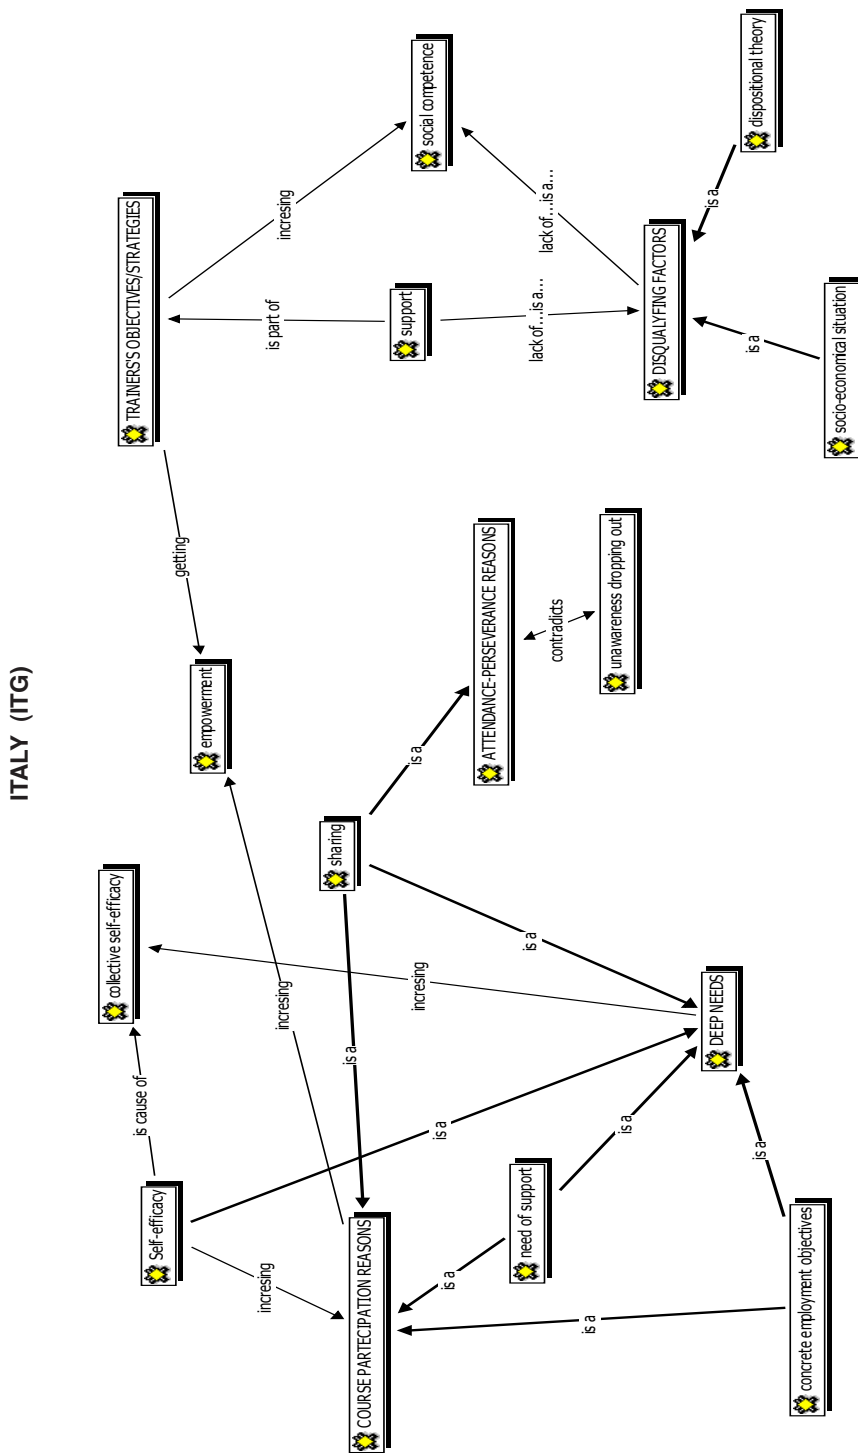 ITALY (ITG)
TRAINERS'S OBJECTIVES/STRATEGIES
incresing
social competence
is part of
support
lack of...is a...
lack of...is a...
DISQUALYFING FACTORS
is a
dispositional theory
is a
socio-economical situation
getting
empowerment
ATTENDANCE-PERSEVERANCE REASONS
contradicts
unawareness dropping out
is a
sharing
is a
is a
collective self-efficacy
incresing
incresing
is cause of
Self-efficacy
is a
incresing
DEEP NEEDS
COURSE PARTECIPATION REASONS
is a
need of support
is a
is a
is a
concrete employment objectives